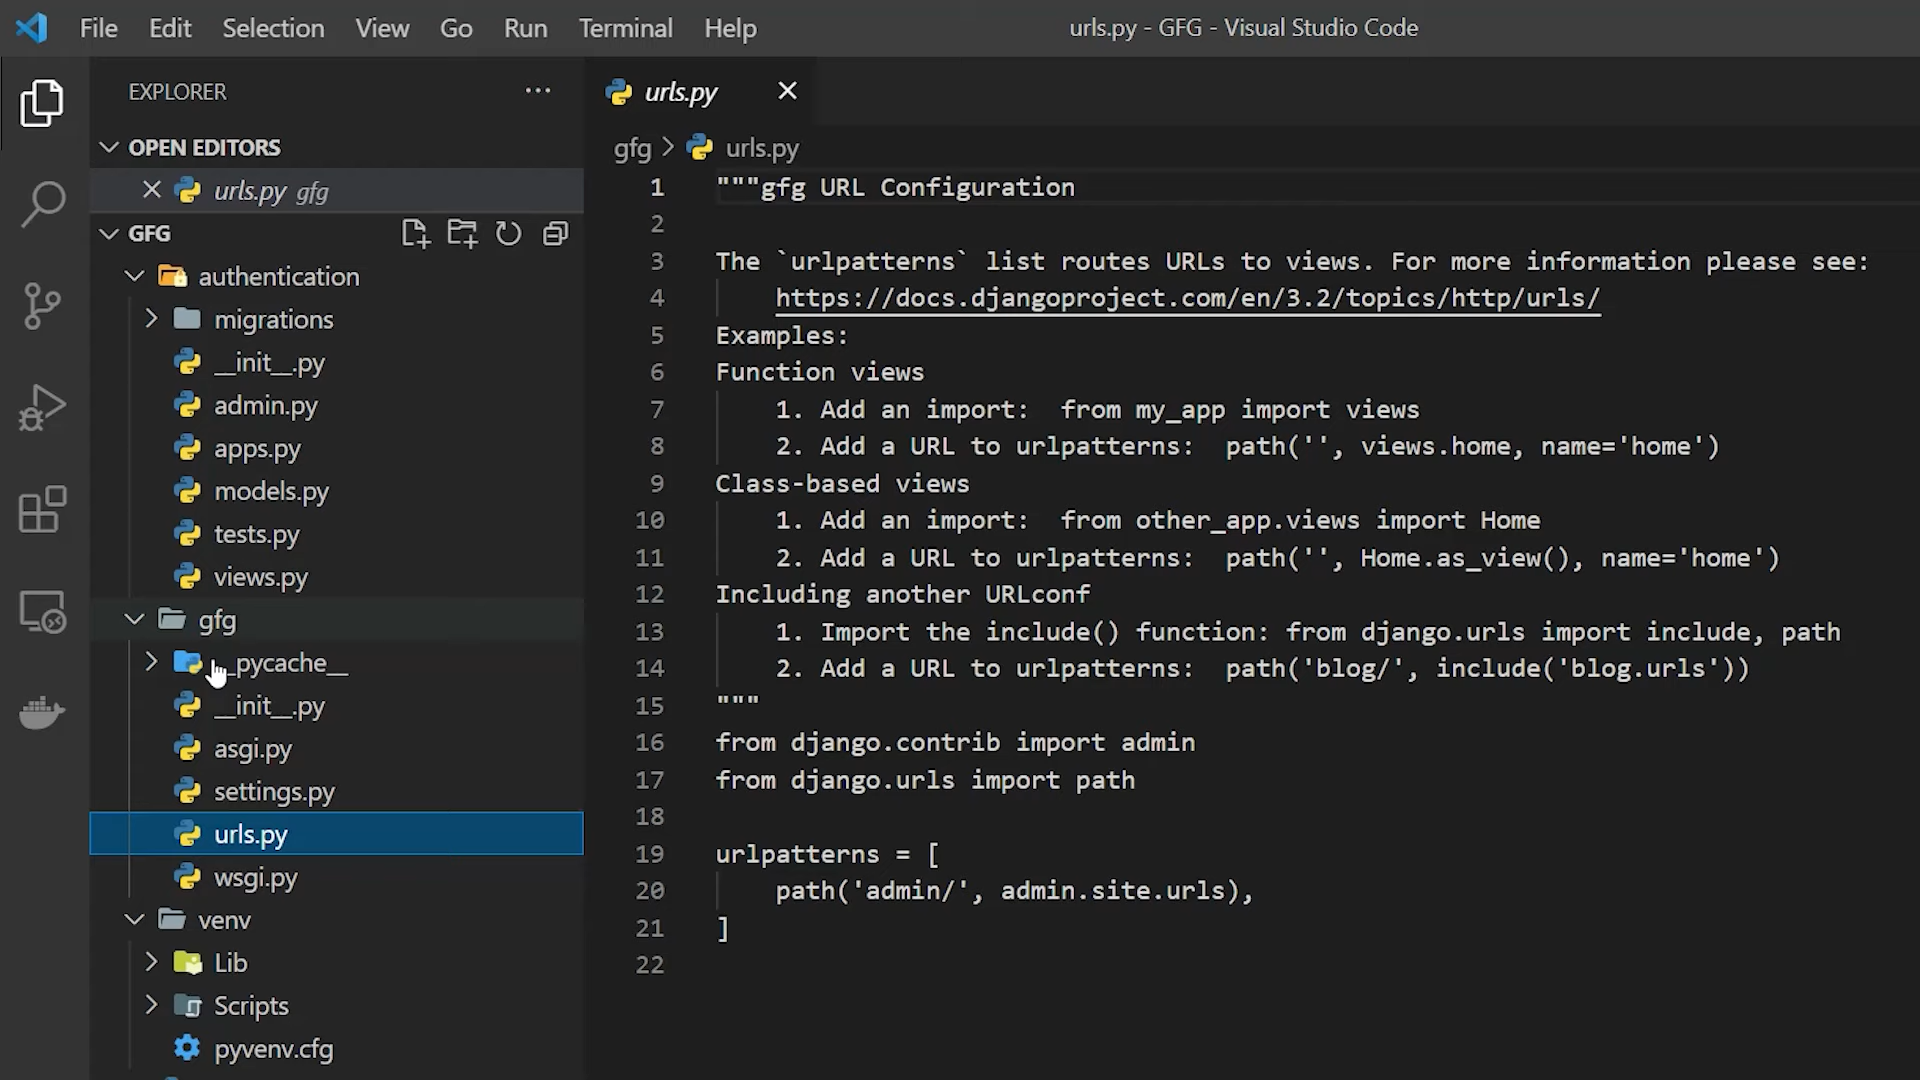 File Edit Selection View Go Run Terminal Help urls.py - GFG - Visual Studio Code
EXPLORER
OPEN EDITORS
urls.py gfg
GFG
authentication
migrations
__init__.py
admin.py
apps.py
models.py
tests.py
views.py
gfg
_pycache__
__init__.py
asgi.py
settings.py
urls.py
wsgi.py
venv
Lib
Scripts
pyvenv.cfg
urls.py
gfg > urls.py
1 """gfg URL Configuration
2
3 The `urlpatterns` list routes URLs to views. For more information please see:
4 https://docs.djangoproject.com/en/3.2/topics/http/urls/
5 Examples:
6 Function views
7 1. Add an import:  from my_app import views
8 2. Add a URL to urlpatterns:  path('', views.home, name='home')
9 Class-based views
10 1. Add an import:  from other_app.views import Home
11 2. Add a URL to urlpatterns:  path('', Home.as_view(), name='home')
12 Including another URLconf
13 1. Import the include() function: from django.urls import include, path
14 2. Add a URL to urlpatterns:  path('blog/', include('blog.urls'))
15 """
16 from django.contrib import admin
17 from django.urls import path
18
19 urlpatterns = [
20 path('admin/', admin.site.urls),
21 ]
22